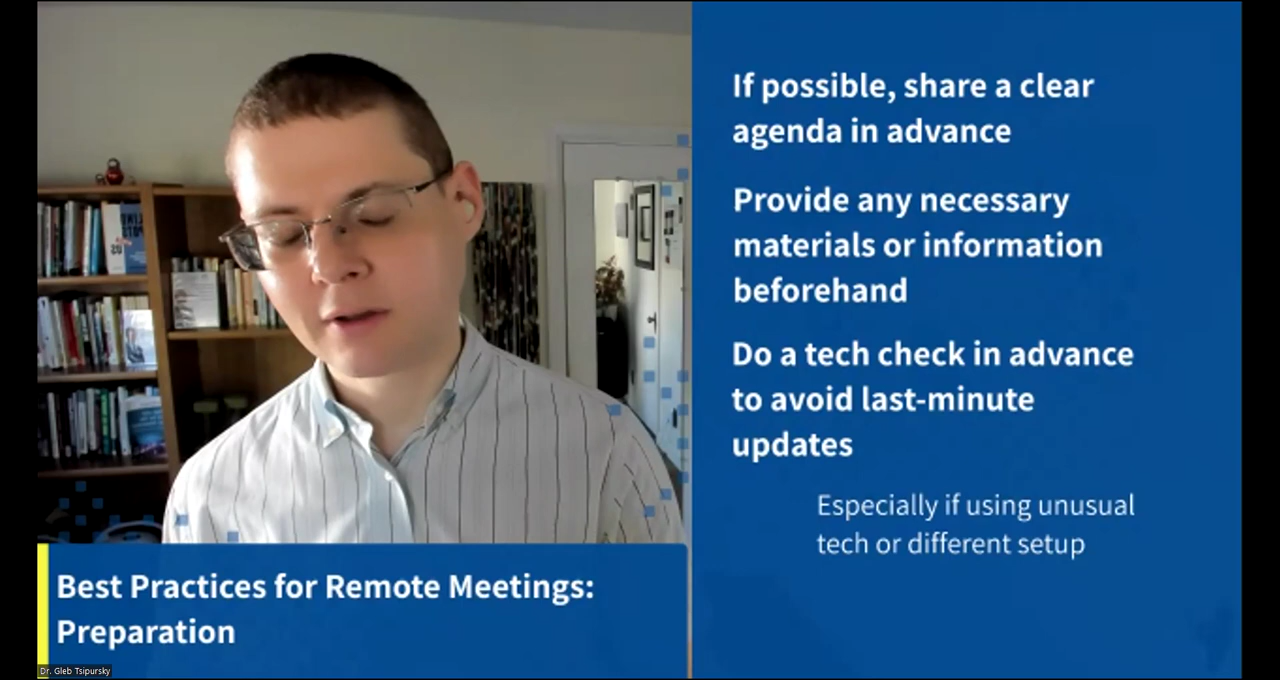 If possible, share a clear
agenda in advance
Provide any necessary
materials or information
beforehand
Do a tech check in advance
to avoid last-minute
updates
Especially if using unusual
tech or different setup
Best Practices for Remote Meetings:
Preparation
Dr. Gleb Tsipursky